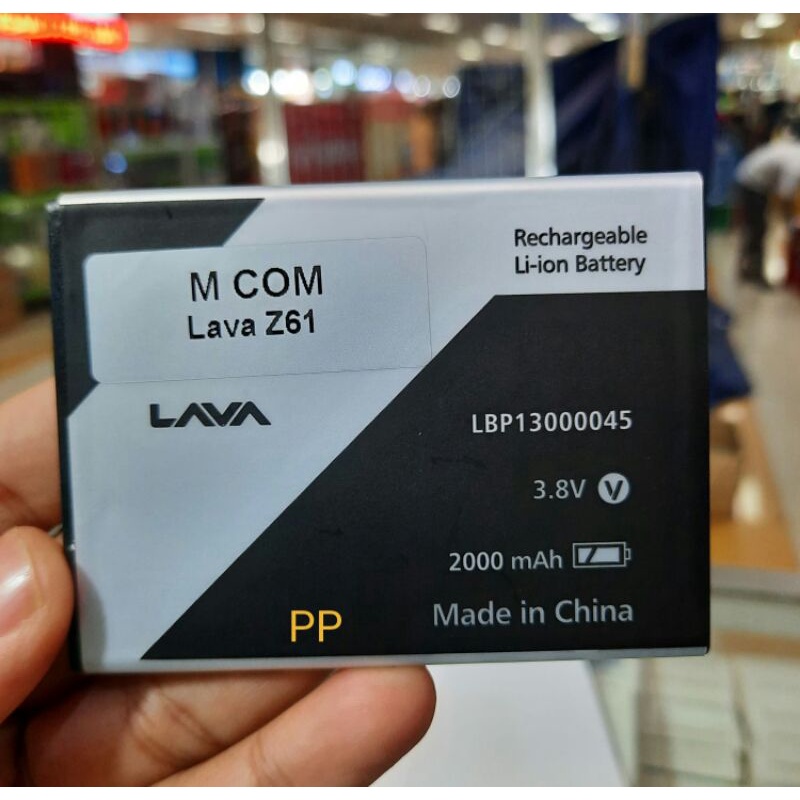 M COM
Lava Z61
Rechargeable
Li-ion Battery
LAVA
LBP13000045
3.8V V
2000 mAh
Made in China
PP